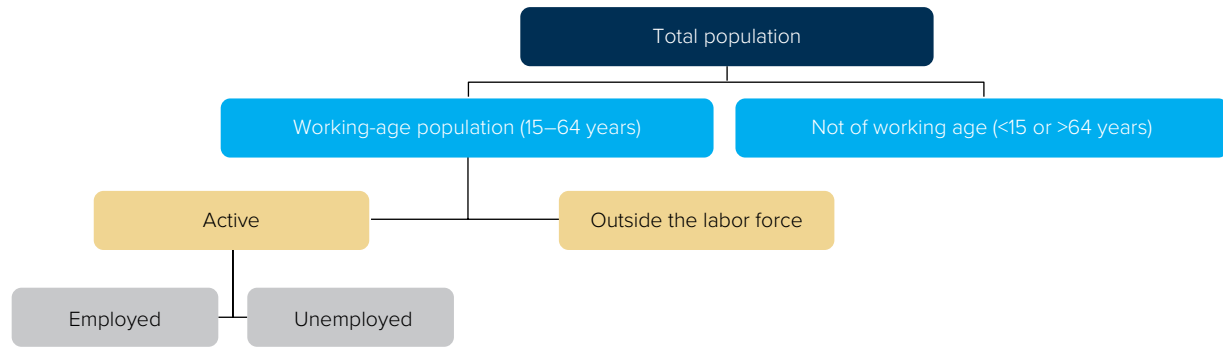 Total population
Working-age population (15–64 years)
Not of working age (<15 or >64 years)
Active
Outside the labor force
Employed
Unemployed